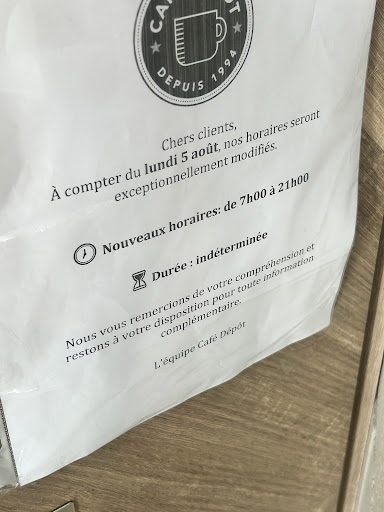 DEPUIS 1994
Chers clients,
À compter du lundi 5 août, nos horaires seront
exceptionnellement modifiés.
Nouveaux horaires: de 7h00 à 21h00
Durée : indéterminée
Nous vous remercions de votre compréhension et
restons à votre disposition pour toute information
complémentaire.
L'équipe Café Dépôt